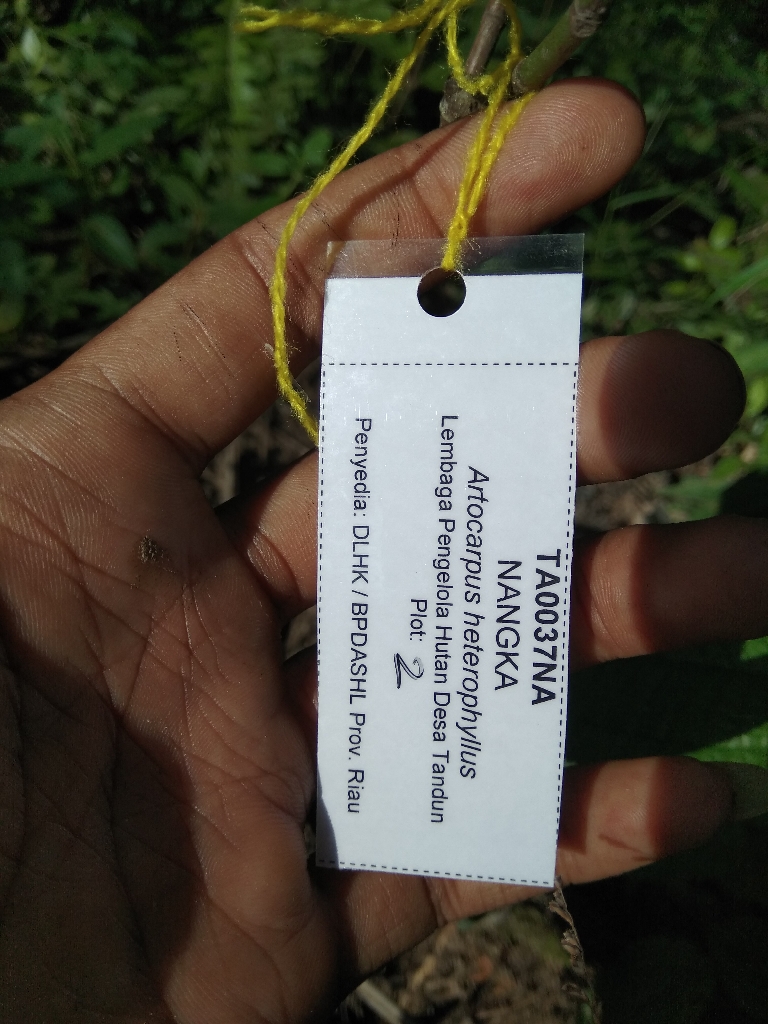 TA0037NA
NANGKA
Artocarpus heterophyllus
Lembaga Pengelola Hutan Desa Tandun
Plot: 2
Penyedia: DLHK / BPDASHL Prov. Riau